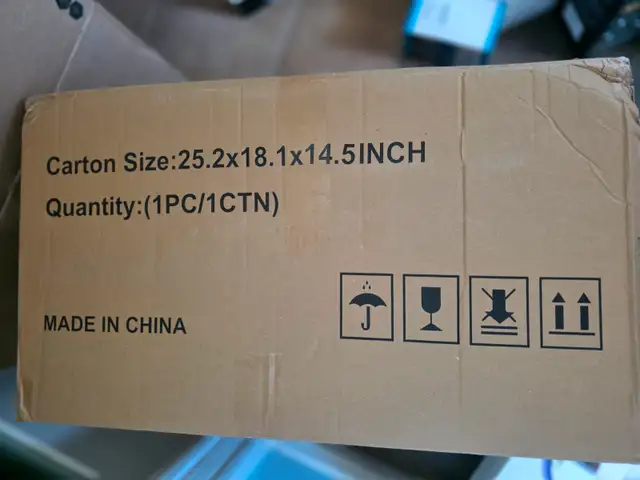 Carton Size:25.2x18.1x14.5INCH
Quantity:(1PC/1CTN)
MADE IN CHINA